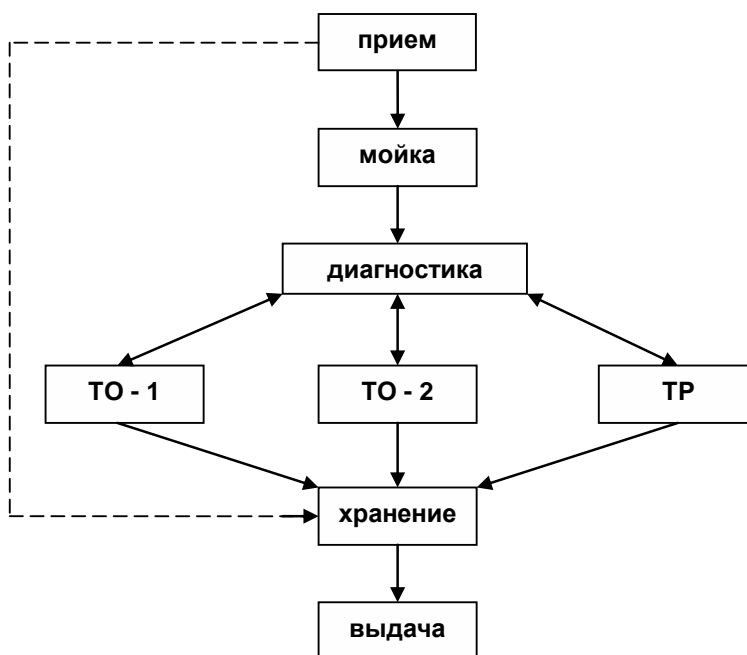 прием
мойка
диагностика
ТО - 1
ТО - 2
ТР
хранение
выдача